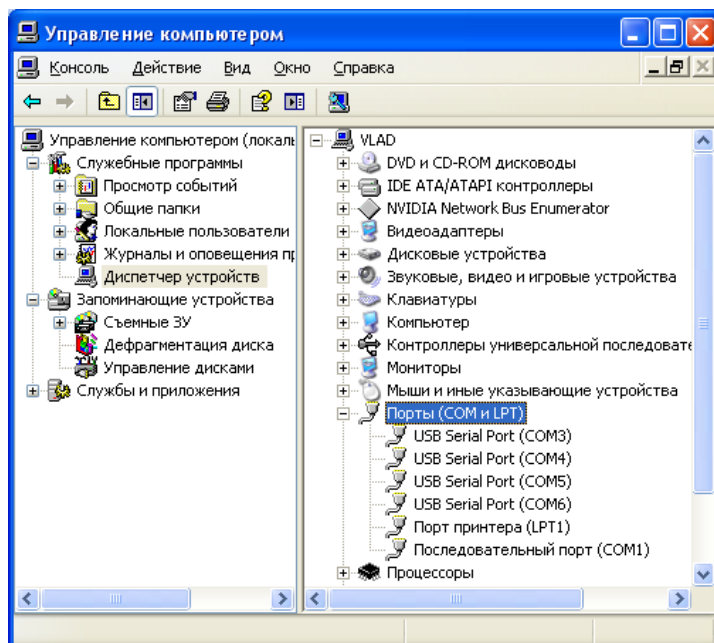 Управление компьютером
Консоль Действие Вид Окно Справка
Управление компьютером (локаль
Служебные программы
Просмотр событий
Общие папки
Локальные пользователи
Журналы и оповещения пр
Диспетчер устройств
Запоминающие устройства
Съемные ЗУ
Дефрагментация диска
Управление дисками
Службы и приложения
VLAD
DVD и CD-ROM дисководы
IDE ATA/ATAPI контроллеры
NVIDIA Network Bus Enumerator
Видеоадаптеры
Дисковые устройства
Звуковые, видео и игровые устройства
Клавиатуры
Компьютер
Контроллеры универсальной последовате
Мониторы
Мыши и иные указывающие устройства
Порты (COM и LPT)
USB Serial Port (COM3)
USB Serial Port (COM4)
USB Serial Port (COM5)
USB Serial Port (COM6)
Порт принтера (LPT1)
Последовательный порт (COM1)
Процессоры